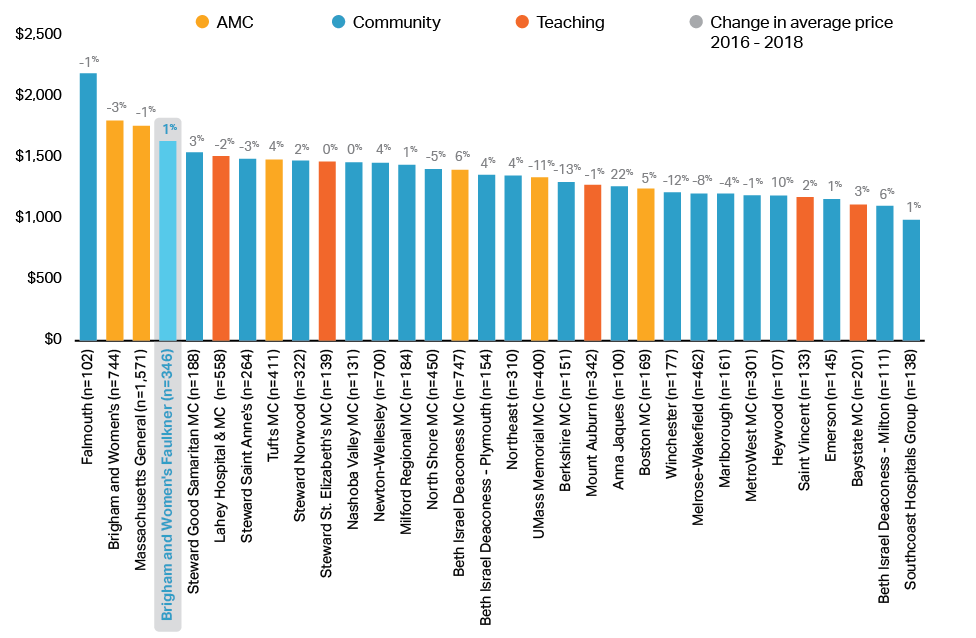 AMC
Community
Teaching
Change in average price
2016 - 2018
$2,500
$2,000
$1,500
$1,000
$500
$0
-1%
-3%
-1%
1%
3%
-2%
-3%
4%
2%
0%
0%
4%
1%
-5%
6%
4%
4%
-11%
-13%
-1%
22%
5%
-12%
-8%
-4%
-1%
10%
2%
1%
3%
6%
1%
Falmouth (n=102)
Brigham and Women's (n=744)
Massachusetts General (n=1,571)
Brigham and Women's Faulkner (n=346)
Steward Good Samaritan MC (n=188)
Lahey Hospital & MC (n=558)
Steward Saint Anne's (n=264)
Tufts MC (n=411)
Steward Norwood (n=322)
Steward St. Elizabeth's MC (n=139)
Nashoba Valley MC (n=131)
Newton-Wellesley (n=700)
Milford Regional MC (n=184)
North Shore MC (n=450)
Beth Israel Deaconess MC (n=747)
Beth Israel Deaconess - Plymouth (n=154)
Northeast (n=310)
UMass Memorial MC (n=400)
Berkshire MC (n=151)
Mount Auburn (n=342)
Anna Jaques (n=100)
Boston MC (n=169)
Winchester (n=177)
Melrose-Wakefield (n=462)
Marlborough (n=161)
MetroWest MC (n=301)
Heywood (n=107)
Saint Vincent (n=133)
Emerson (n=145)
Baystate MC (n=201)
Beth Israel Deaconess - Milton (n=111)
Southcoast Hospitals Group (n=138)